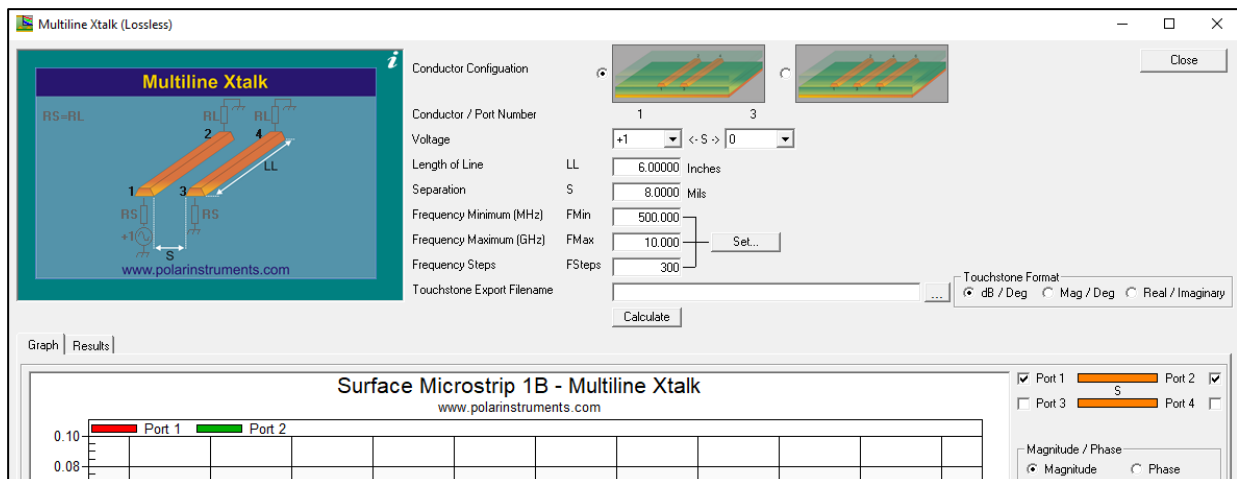 Multiline Xtalk (Lossless)
i
Multiline Xtalk
RS=RL
RL RL
2 4
LL
1 3
RS RS
+1
S
www.polarinstruments.com
Conductor Configuation
Close
Conductor / Port Number 1 3
Voltage +1 <- S -> 0
Length of Line LL 6.00000 Inches
Separation S 8.0000 Mils
Frequency Minimum (MHz) FMin 500.000
Frequency Maximum (GHz) FMax 10.000 Set...
Frequency Steps FSteps 300
Touchstone Export Filename ...
Touchstone Format
dB / Deg Mag / Deg Real / Imaginary
Calculate
Graph Results
Surface Microstrip 1B - Multiline Xtalk
www.polarinstruments.com
Port 1 Port 2
0.10
0.08
Port 1 Port 2
S
Port 3 Port 4
Magnitude / Phase
Magnitude Phase